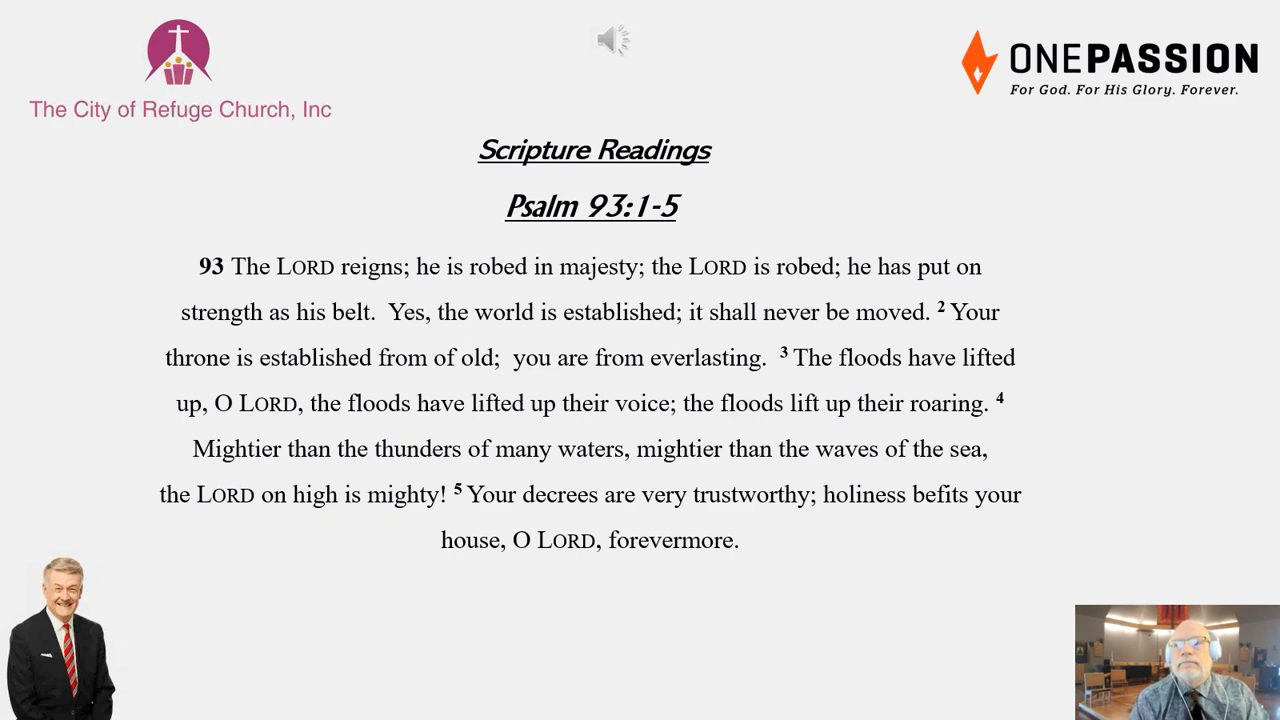 The City of Refuge Church, Inc
ONEPASSION
For God. For His Glory. Forever.
Scripture Readings
Psalm 93:1-5
93 The LORD reigns; he is robed in majesty; the LORD is robed; he has put on
strength as his belt.  Yes, the world is established; it shall never be moved. 2 Your
throne is established from of old;  you are from everlasting.  3 The floods have lifted
up, O LORD, the floods have lifted up their voice; the floods lift up their roaring. 4
Mightier than the thunders of many waters, mightier than the waves of the sea,
the LORD on high is mighty! 5 Your decrees are very trustworthy; holiness befits your
house, O LORD, forevermore.